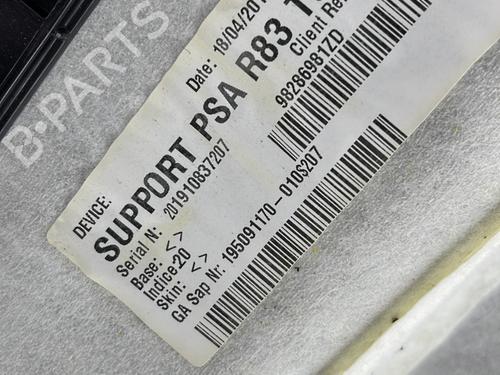 B-PARTS
DEVICE:
SUPPORT PSA R83
Serial N: 201910837207
Date: 18/04/20
Base: <>
Indice:20
Skin: <>
Client Re
98286981ZD
GA Sap Nr: 195091170-010S207